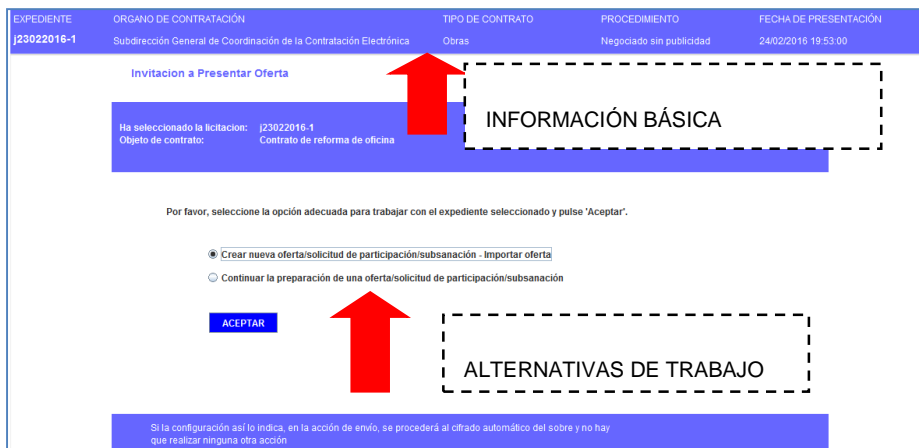 EXPEDIENTE ORGANO DE CONTRATACIÓN TIPO DE CONTRATO PROCEDIMIENTO FECHA DE PRESENTACIÓN
j23022016-1 Subdirección General de Coordinación de la Contratación Electrónica Obras Negociado sin publicidad 24/02/2016 19:53:00
Invitacion a Presentar Oferta
INFORMACIÓN BÁSICA
Ha seleccionado la licitacion: j23022016-1
Objeto de contrato: Contrato de reforma de oficina
Por favor, seleccione la opción adecuada para trabajar con el expediente seleccionado y pulse 'Aceptar'.
Crear nueva oferta/solicitud de participación/subsanación - Importar oferta
Continuar la preparación de una oferta/solicitud de participación/subsanación
ACEPTAR
ALTERNATIVAS DE TRABAJO
Si la configuración así lo indica, en la acción de envío, se procederá al cifrado automático del sobre y no hay
que realizar ninguna otra acción